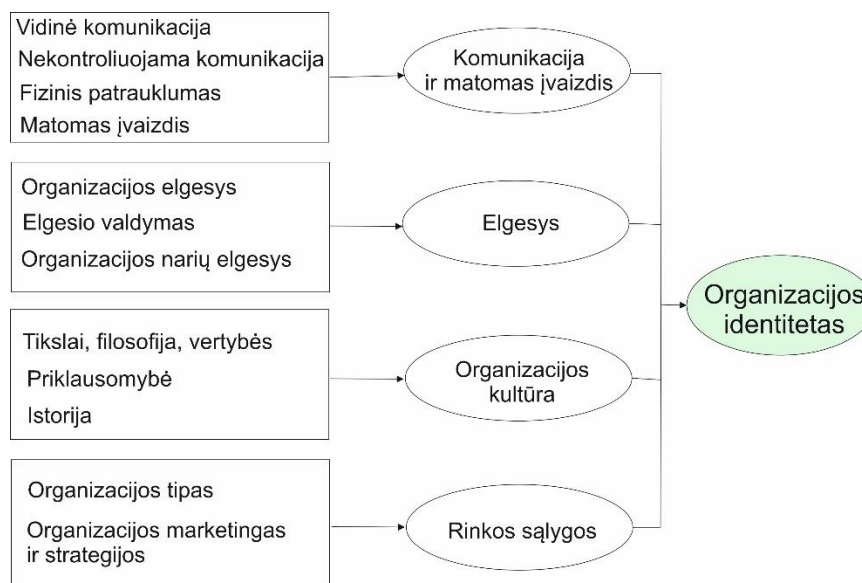 Vidinė komunikacija
Nekontroliuojama komunikacija
Fizinis patrauklumas
Matomas įvaizdis
Komunikacija
ir matomas įvaizdis
Organizacijos elgesys
Elgesio valdymas
Organizacijos narių elgesys
Elgesys
Organizacijos
identitetas
Tikslai, filosofija, vertybės
Priklausomybė
Istorija
Organizacijos
kultūra
Organizacijos tipas
Organizacijos marketingas
ir strategijos
Rinkos sąlygos